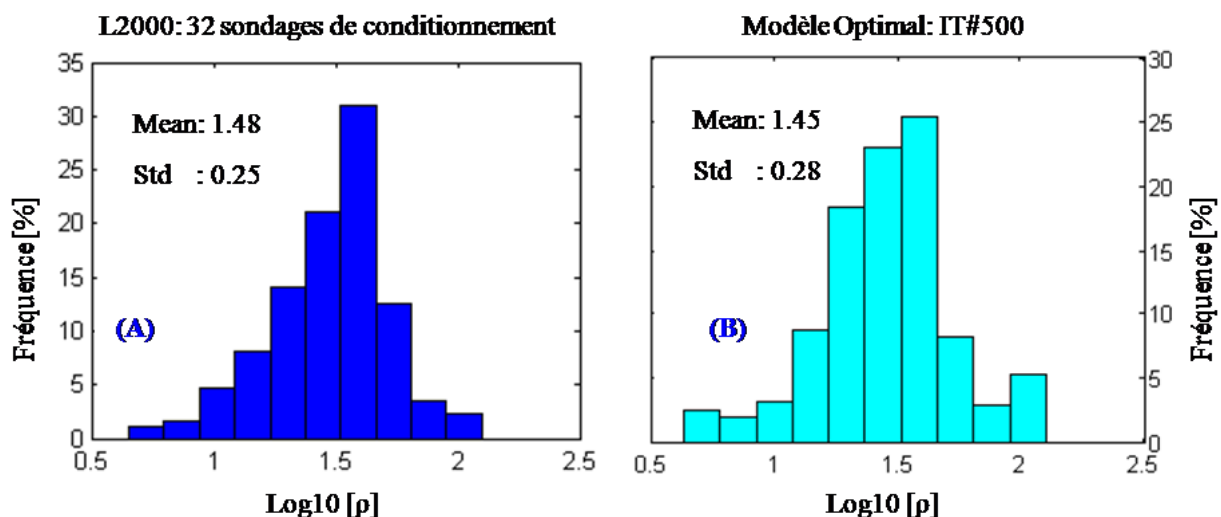 L2000: 32 sondages de conditionnement
35
30
25
20
15
10
5
0
Fréquence [%]
Mean: 1.48
Std : 0.25
(A)
0.5 1 1.5 2 2.5
Log10 [ρ]
Modèle Optimal: IT#500
30
25
20
15
10
5
0
Fréquence [%]
Mean: 1.45
Std : 0.28
(B)
0.5 1 1.5 2 2.5
Log10 [ρ]